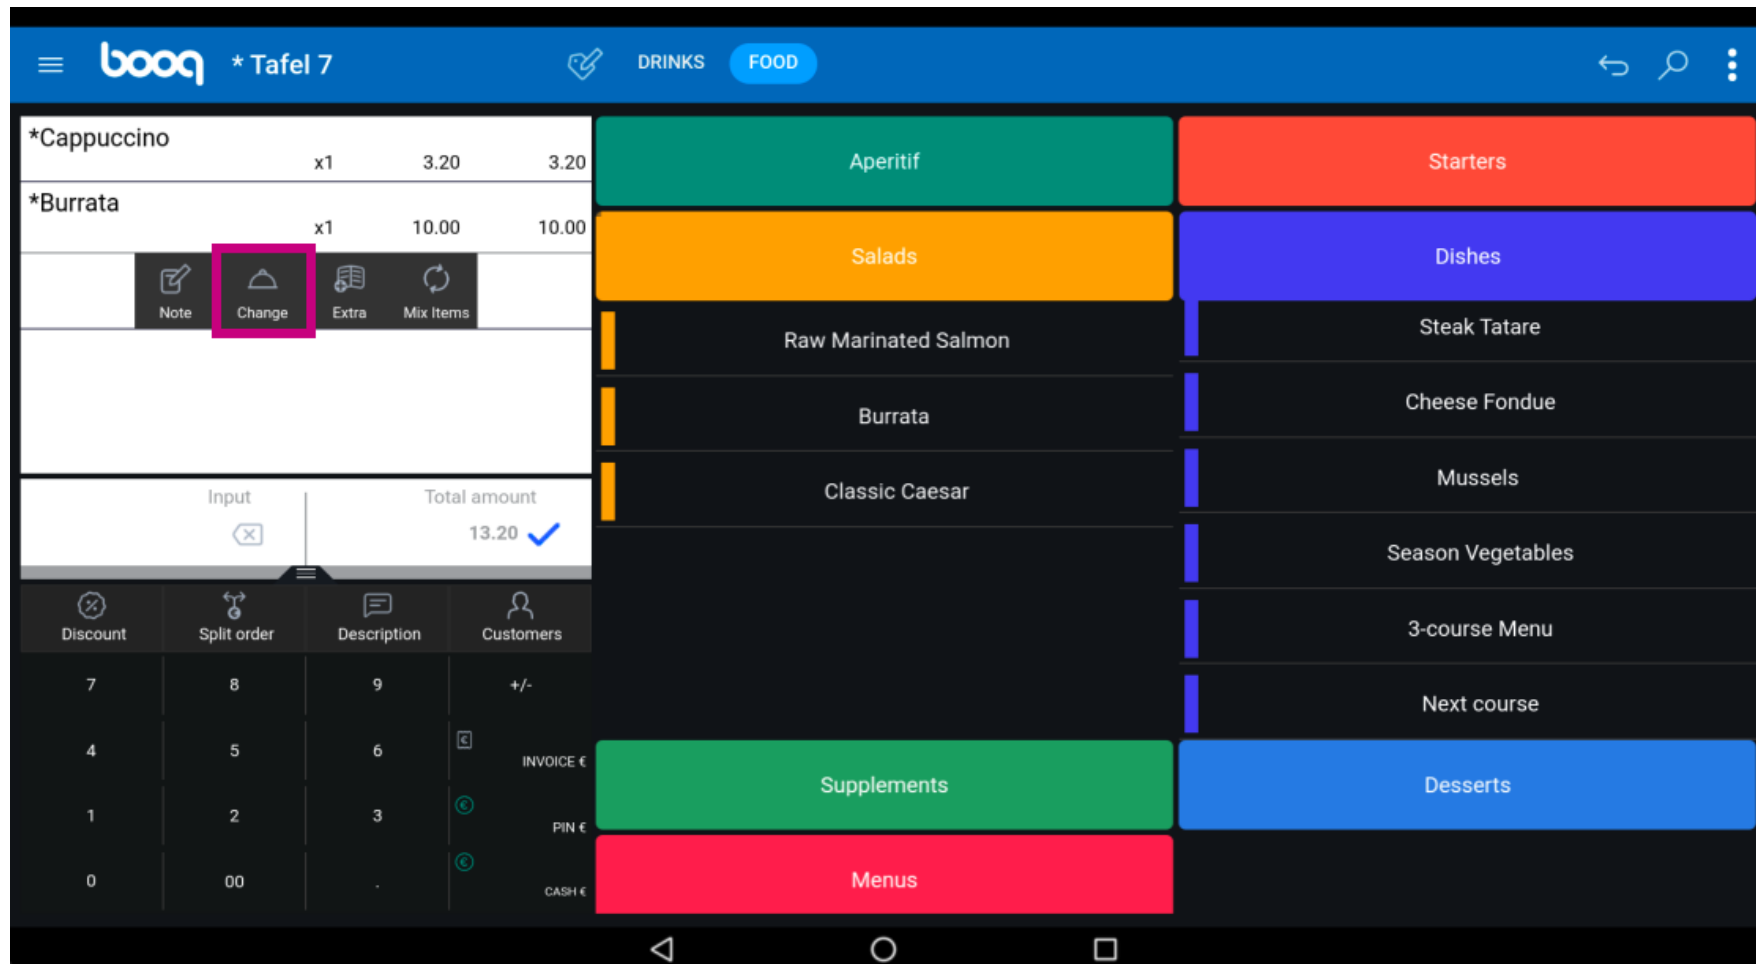 booq
* Tafel 7
DRINKS
FOOD
*Cappuccino
x1 3.20 3.20
*Burrata
x1 10.00 10.00
Note Change Extra Mix Items
Input Total amount
13.20
Discount Split order Description Customers
7 8 9 +/-
4 5 6 INVOICE €
1 2 3 PIN €
0 00 . CASH €
Aperitif
Salads
Raw Marinated Salmon
Burrata
Classic Caesar
Supplements
Menus
Starters
Dishes
Steak Tatare
Cheese Fondue
Mussels
Season Vegetables
3-course Menu
Next course
Desserts